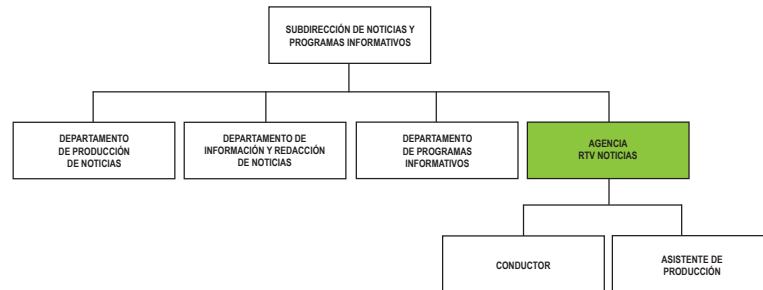 SUBDIRECCIÓN DE NOTICIAS Y
PROGRAMAS INFORMATIVOS
DEPARTAMENTO
DE PRODUCCIÓN
DE NOTICIAS
DEPARTAMENTO DE
INFORMACIÓN Y REDACCIÓN
DE NOTICIAS
DEPARTAMENTO
DE PROGRAMAS
INFORMATIVOS
AGENCIA
RTV NOTICIAS
CONDUCTOR
ASISTENTE DE
PRODUCCIÓN